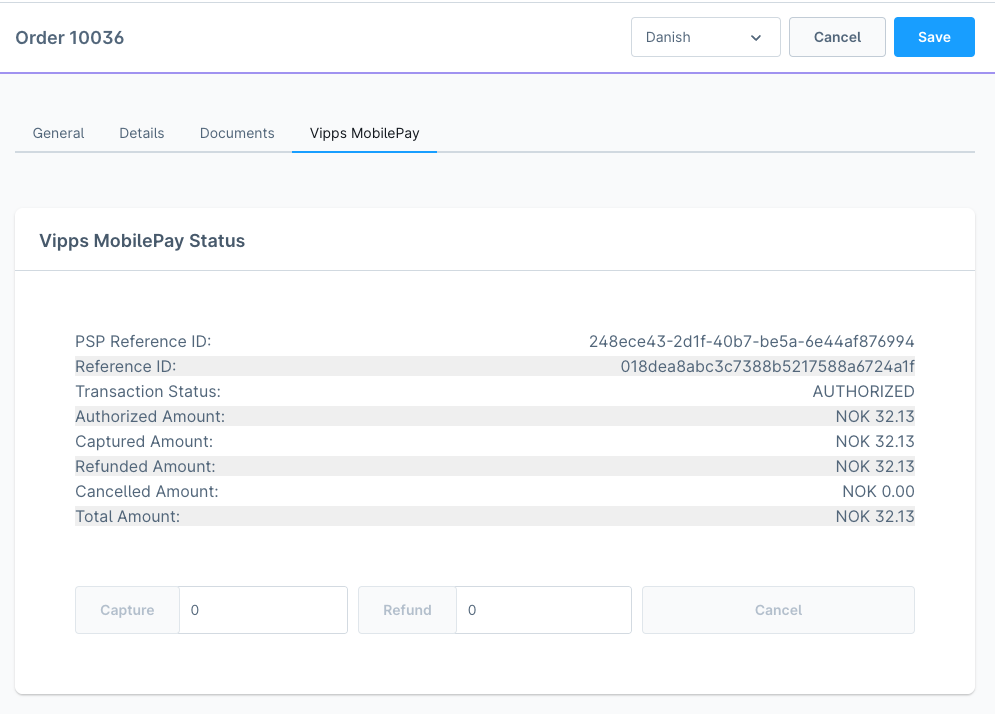 Order 10036
Danish
Cancel
Save
General
Details
Documents
Vipps MobilePay
Vipps MobilePay Status
PSP Reference ID: 248ece43-2d1f-40b7-be5a-6e44af876994
Reference ID: 018dea8abc3c7388b5217588a6724a1f
Transaction Status: AUTHORIZED
Authorized Amount: NOK 32.13
Captured Amount: NOK 32.13
Refunded Amount: NOK 32.13
Cancelled Amount: NOK 0.00
Total Amount: NOK 32.13
Capture 0
Refund 0
Cancel